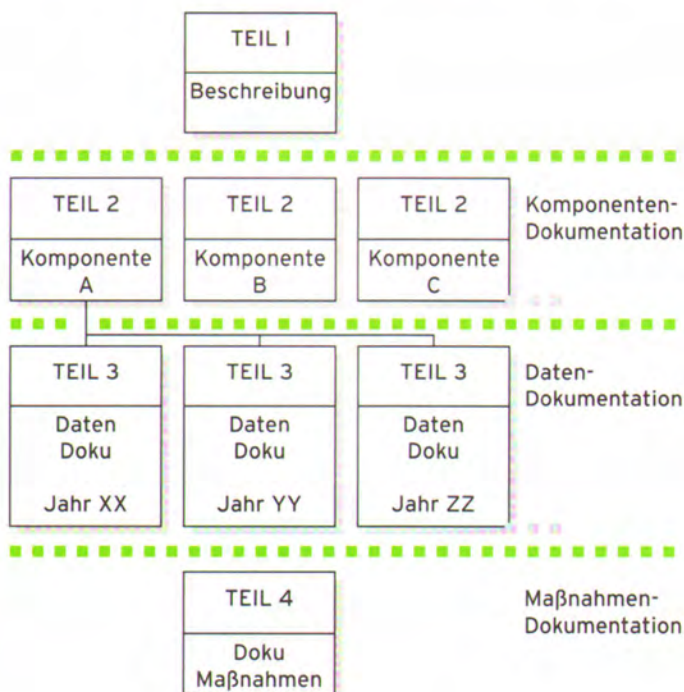 TEIL 1
Beschreibung
TEIL 2
Komponente
A
TEIL 2
Komponente
B
TEIL 2
Komponente
C
Komponenten-
Dokumentation
TEIL 3
Daten
Doku
Jahr XX
TEIL 3
Daten
Doku
Jahr YY
TEIL 3
Daten
Doku
Jahr ZZ
Daten-
Dokumentation
TEIL 4
Doku
Maßnahmen
Maßnahmen-
Dokumentation